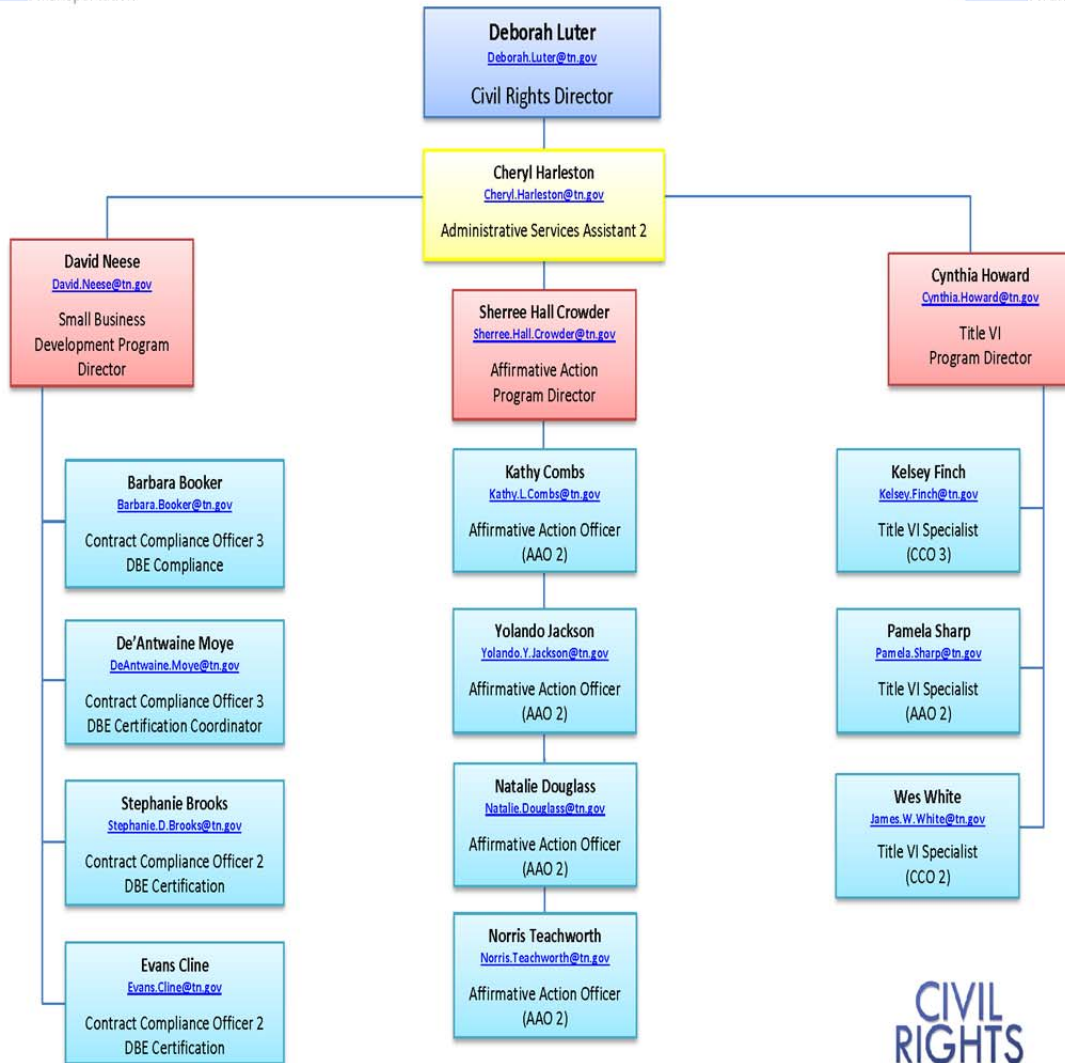 Deborah Luter
Deborah.Luter@tn.gov
Civil Rights Director
Cheryl Harleston
Cheryl.Harleston@tn.gov
Administrative Services Assistant 2
David Neese
David.Neese@tn.gov
Small Business
Development Program
Director
Barbara Booker
Barbara.Booker@tn.gov
Contract Compliance Officer 3
DBE Compliance
De'Antwaine Moye
DeAntwaine.Moye@tn.gov
Contract Compliance Officer 3
DBE Certification Coordinator
Stephanie Brooks
Stephanie.D.Brooks@tn.gov
Contract Compliance Officer 2
DBE Certification
Evans Cline
Evans.Cline@tn.gov
Contract Compliance Officer 2
DBE Certification
Sherree Hall Crowder
Sherree.Hall.Crowder@tn.gov
Affirmative Action
Program Director
Kathy Combs
Kathy.L.Combs@tn.gov
Affirmative Action Officer
(AAO 2)
Yolando Jackson
Yolando.Y.Jackson@tn.gov
Affirmative Action Officer
(AAO 2)
Natalie Douglass
Natalie.Douglass@tn.gov
Affirmative Action Officer
(AAO 2)
Norris Teachworth
Norris.Teachworth@tn.gov
Affirmative Action Officer
(AAO 2)
Cynthia Howard
Cynthia.Howard@tn.gov
Title VI
Program Director
Kelsey Finch
Kelsey.Finch@tn.gov
Title VI Specialist
(CCO 3)
Pamela Sharp
Pamela.Sharp@tn.gov
Title VI Specialist
(AAO 2)
Wes White
James.W.White@tn.gov
Title VI Specialist
(CCO 2)
CIVIL
RIGHTS